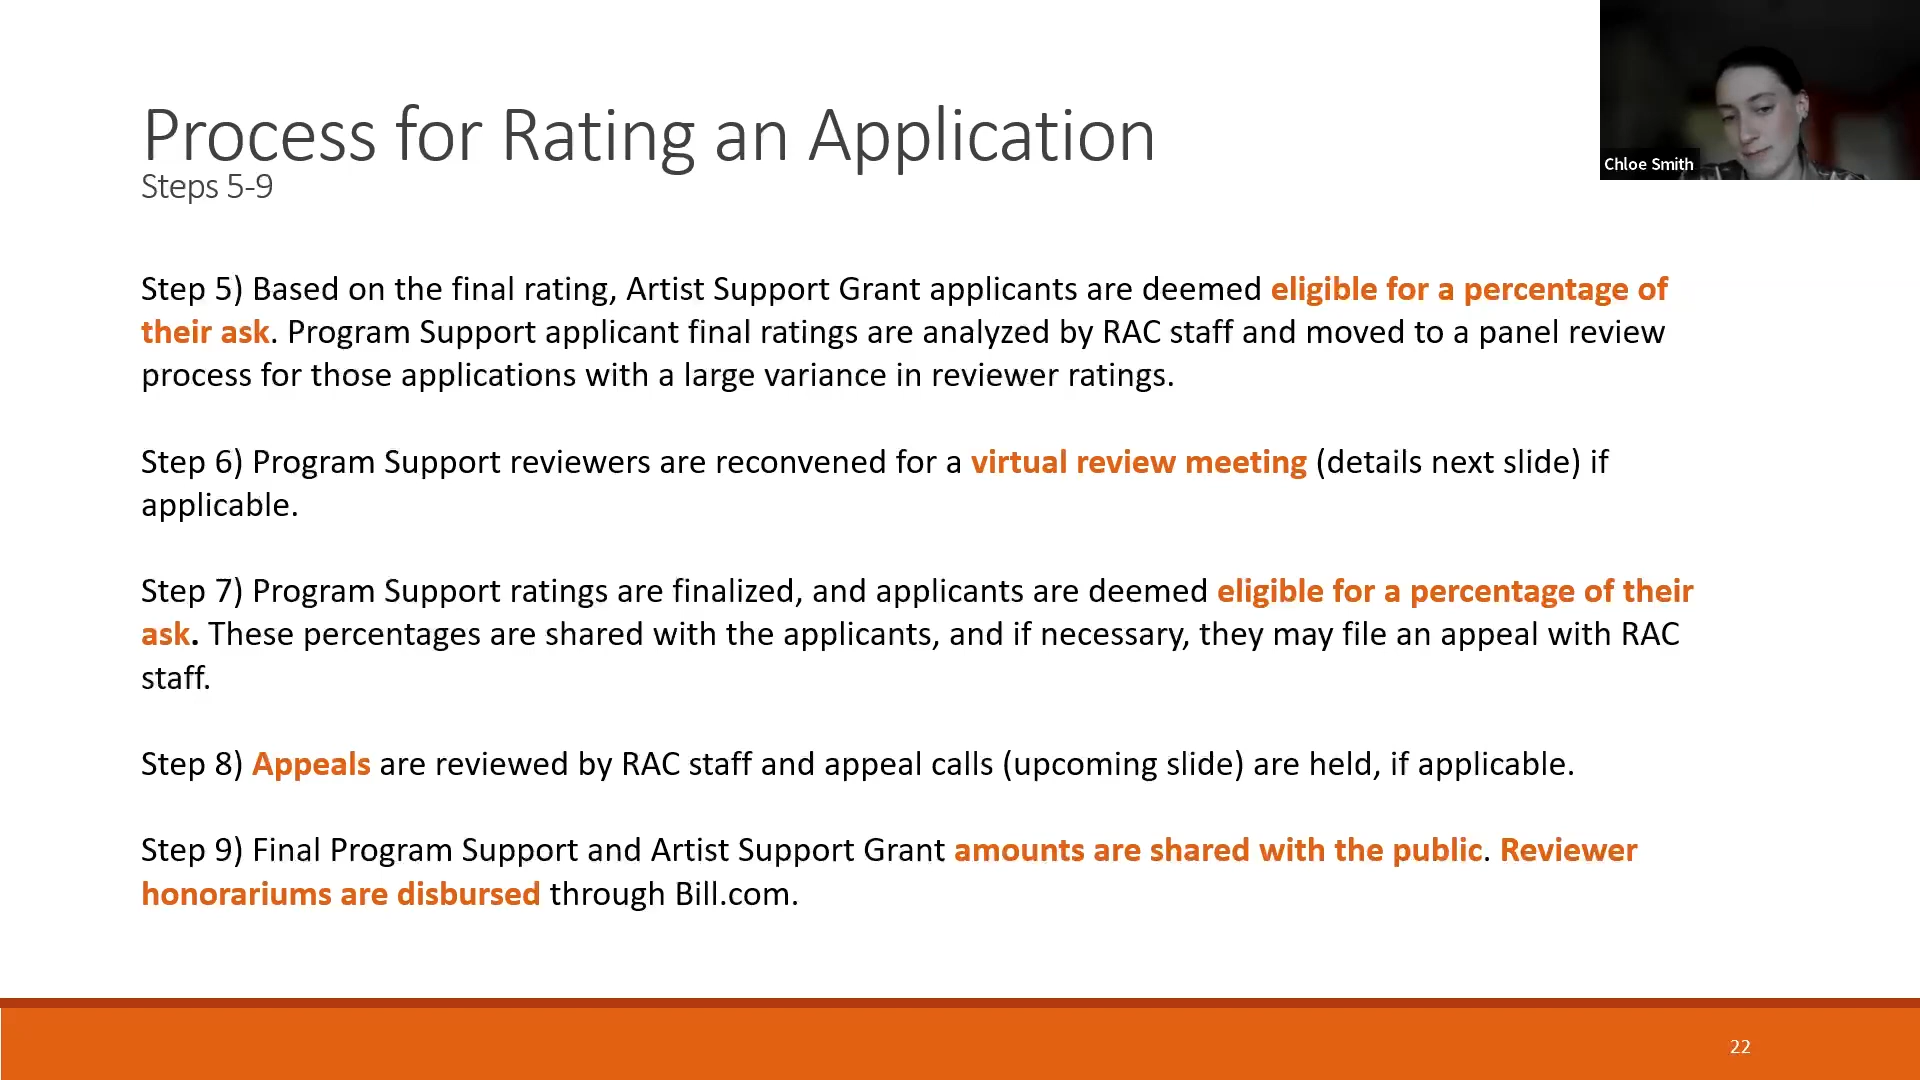 Process for Rating an Application
Steps 5-9
Chloe Smith
Step 5) Based on the final rating, Artist Support Grant applicants are deemed eligible for a percentage of
their ask. Program Support applicant final ratings are analyzed by RAC staff and moved to a panel review
process for those applications with a large variance in reviewer ratings.
Step 6) Program Support reviewers are reconvened for a virtual review meeting (details next slide) if
applicable.
Step 7) Program Support ratings are finalized, and applicants are deemed eligible for a percentage of their
ask. These percentages are shared with the applicants, and if necessary, they may file an appeal with RAC
staff.
Step 8) Appeals are reviewed by RAC staff and appeal calls (upcoming slide) are held, if applicable.
Step 9) Final Program Support and Artist Support Grant amounts are shared with the public. Reviewer
honorariums are disbursed through Bill.com.
22